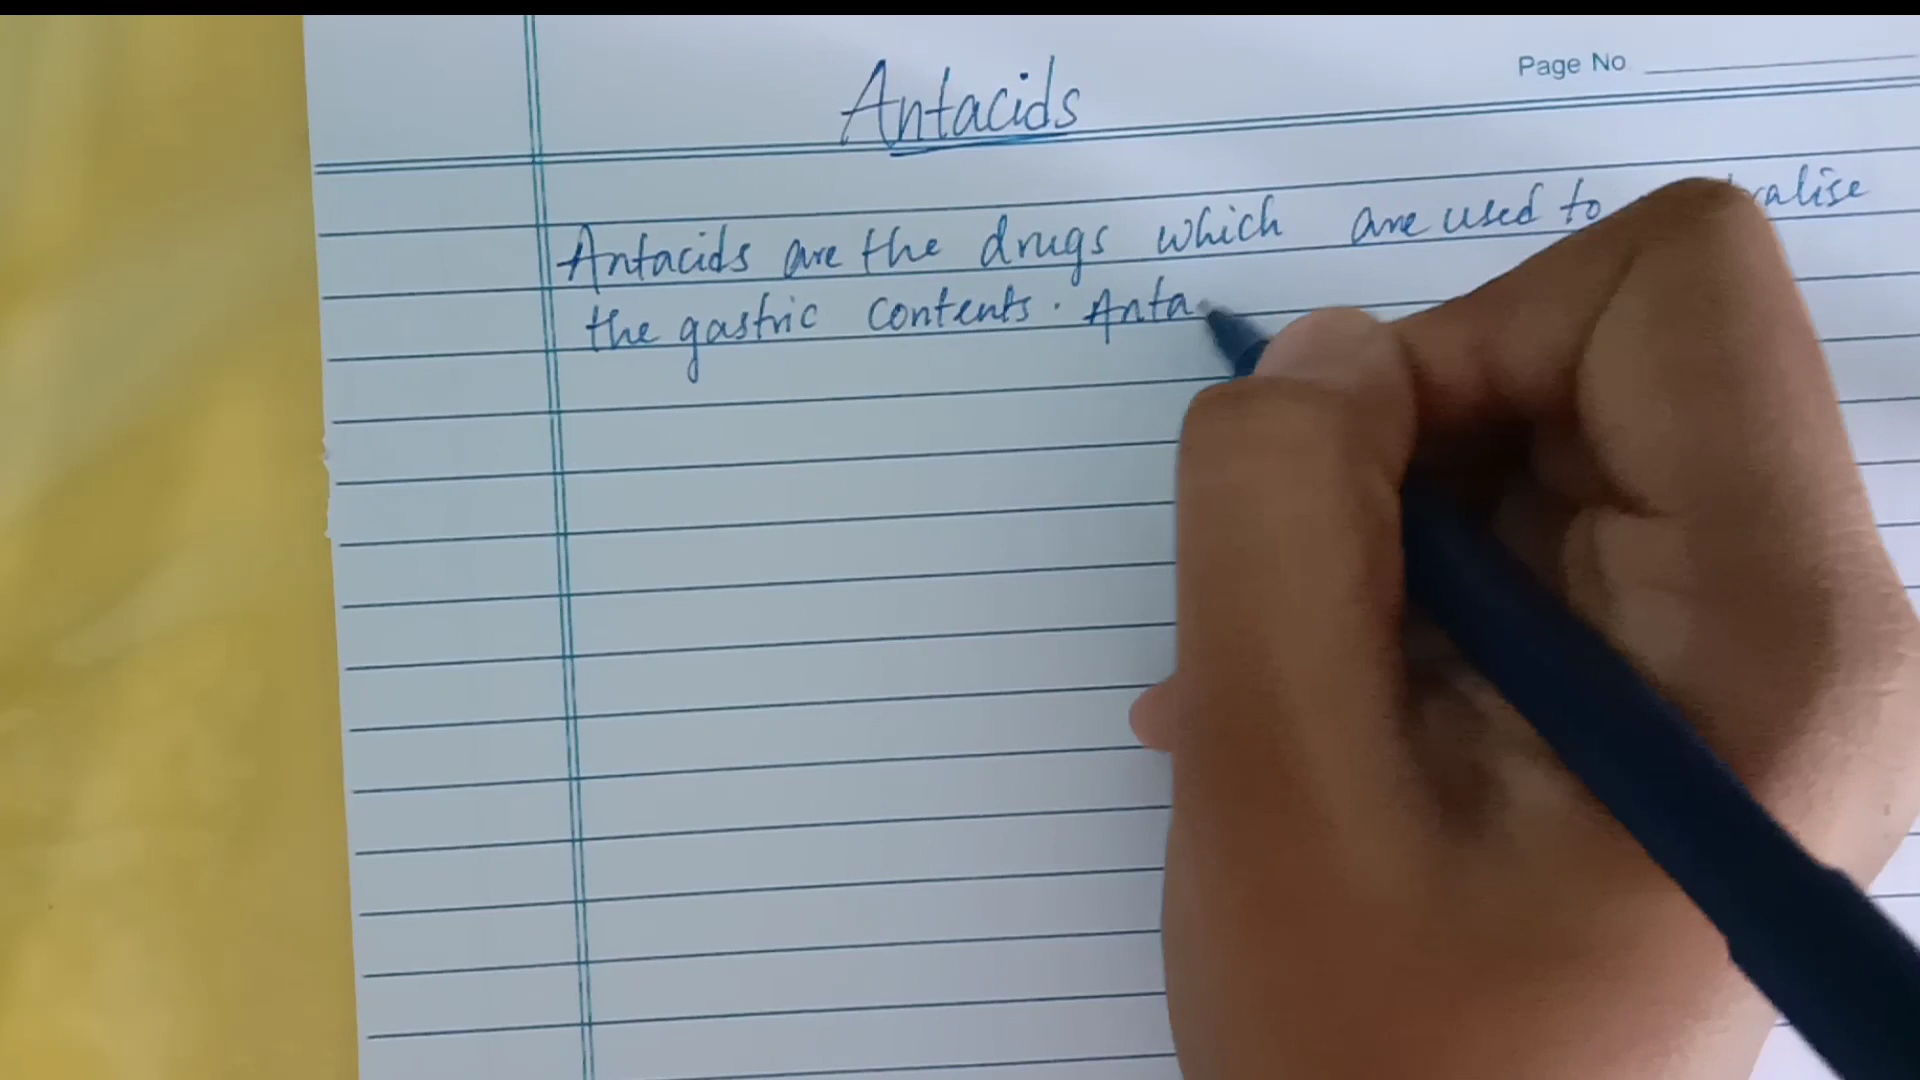 Antacids
Page No
Antacids are the drugs which are used to
the gastric contents. Anta